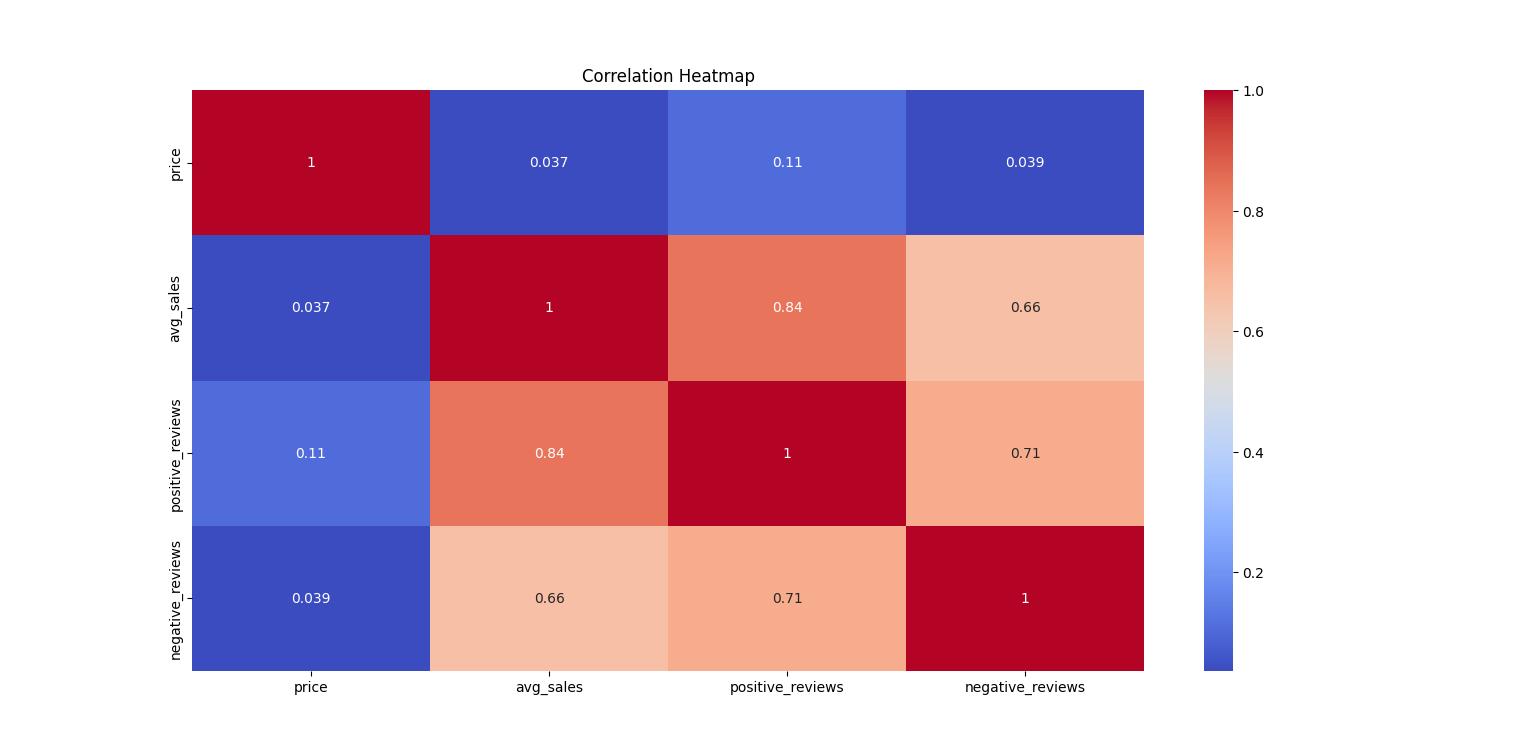 Correlation Heatmap
price
1
0.037
0.11
0.039
avg_sales
0.037
1
0.84
0.66
positive_reviews
0.11
0.84
1
0.71
negative_reviews
0.039
0.66
0.71
1
price
avg_sales
positive_reviews
negative_reviews
1.0
0.8
0.6
0.4
0.2